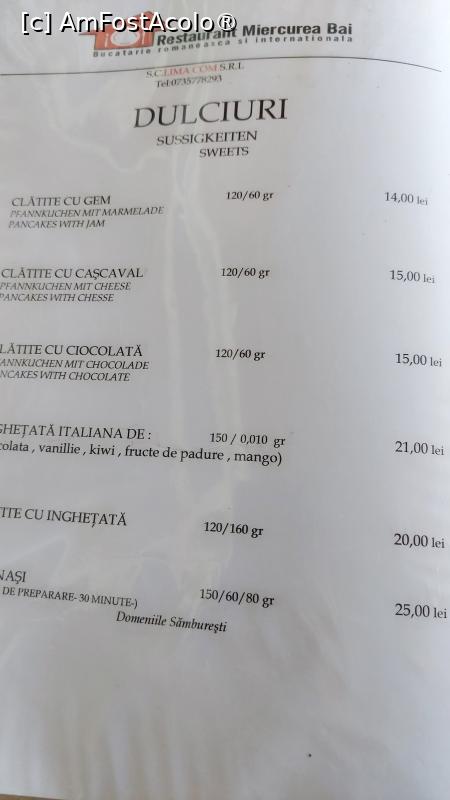 [c] AmFostAcolo®
Restaurant Miercurea Bai
Bucatarie romaneasca si internationala
S.C.LIMA COM S.R.L
Tel:0735778293
DULCIURI
SUSSIGKEITEN
SWEETS
CLĂTITE CU GEM 120/60 gr 14,00 lei
PFANNKUCHEN MIT MARMELADE
PANCAKES WITH JAM
CLĂTITE CU CAȘCAVAL 120/60 gr 15,00 lei
PFANNKUCHEN MIT CHEESE
PANCAKES WITH CHESSE
LĂTITE CU CIOCOLATĂ 120/60 gr 15,00 lei
ANNKUCHEN MIT CHOCOLADE
NCAKES WITH CHOCOLATE
GHEȚATĂ ITALIANA DE : 150 / 0,010 gr 21,00 lei
colata , vanillie , kiwi , fructe de padure , mango)
TITE CU INGHEȚATĂ 120/160 gr 20,00 lei
NAȘI 150/60/80 gr 25,00 lei
DE PREPARARE- 30 MINUTE-)
Domeniile Sâmburești